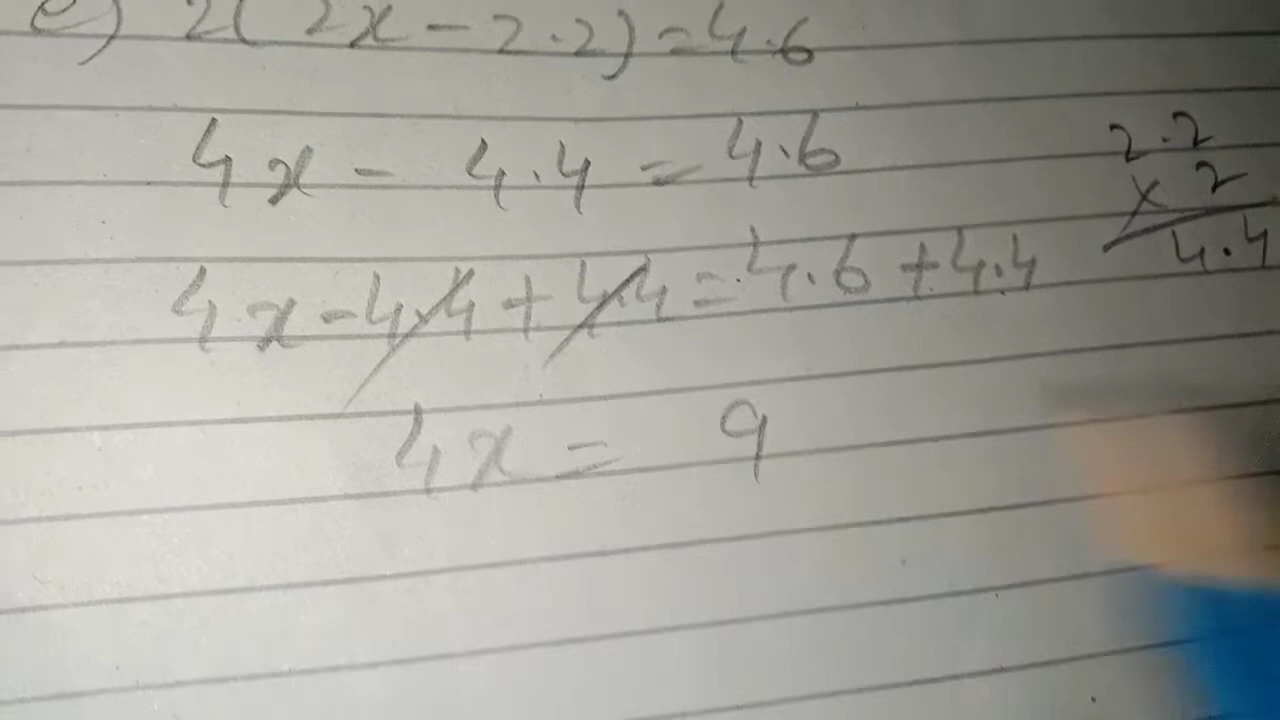 e) 2(2x - 2.2) = 4.6
4x - 4.4 = 4.6
2.2
× 2
4.4
4x - 4.4 + 4.4 = 4.6 + 4.4
4x = 9